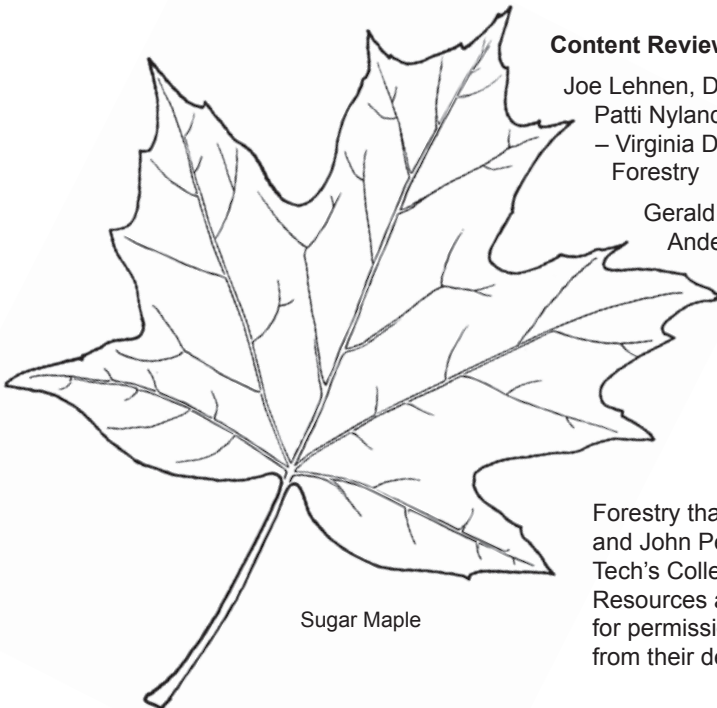 Content Review
Joe Lehnen, D
Patti Nyland
– Virginia D
Forestry
Gerald
Ande
Forestry tha
and John Pe
Tech's Colle
Resources a
for permissi
from their de
Sugar Maple